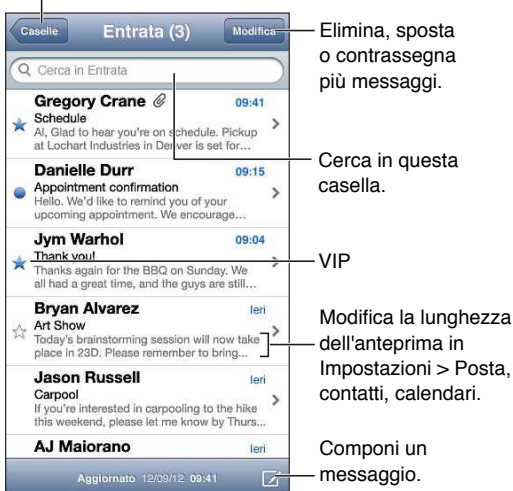 Caselle
Entrata (3)
Modifica
Elimina, sposta
o contrassegna
più messaggi.
Cerca in Entrata
Gregory Crane 09:41
Schedule
Al, Glad to hear you're on schedule. Pickup
at Lochart Industries in Denver is set for...
Cerca in questa
casella.
Danielle Durr 09:15
Appointment confirmation
Hello. We'd like to remind you of your
upcoming appointment. We encourage...
Jym Warhol 09:04
Thank you!
Thanks again for the BBQ on Sunday. We
all had a great time, and the guys are still...
VIP
Bryan Alvarez Ieri
Art Show
Today's brainstorming session will now take
place in 23D. Please remember to bring...
Modifica la lunghezza
dell'anteprima in
Impostazioni > Posta,
contatti, calendari.
Jason Russell Ieri
Carpool
If you're interested in carpooling to the hike
this weekend, please let me know by Thurs...
AJ Maiorano Ieri
Aggiornato 12/09/12 09:41
Componi un
messaggio.